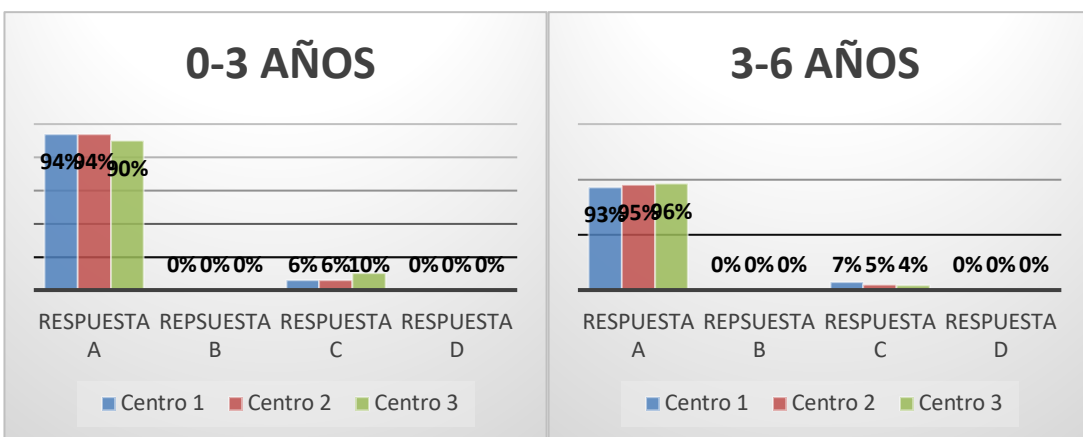 0-3 AÑOS
94% 94% 90%
0% 0% 0%
6% 6% 10%
0% 0% 0%
RESPUESTA A
REPSUESTA B
RESPUESTA C
RESPUESTA D
Centro 1 Centro 2 Centro 3
3-6 AÑOS
93% 95% 96%
0% 0% 0%
7% 5% 4%
0% 0% 0%
RESPUESTA A
REPSUESTA B
RESPUESTA C
RESPUESTA D
Centro 1 Centro 2 Centro 3